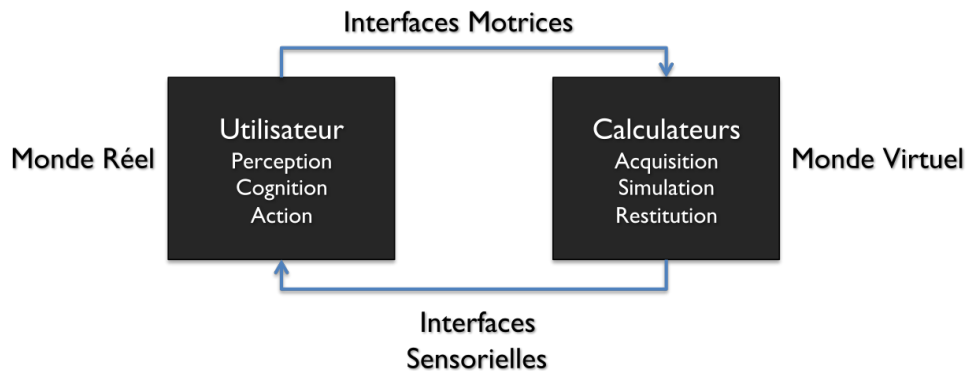 Interfaces Motrices
Monde Réel
Utilisateur
Perception
Cognition
Action
Calculateurs
Acquisition
Simulation
Restitution
Monde Virtuel
Interfaces
Sensorielles